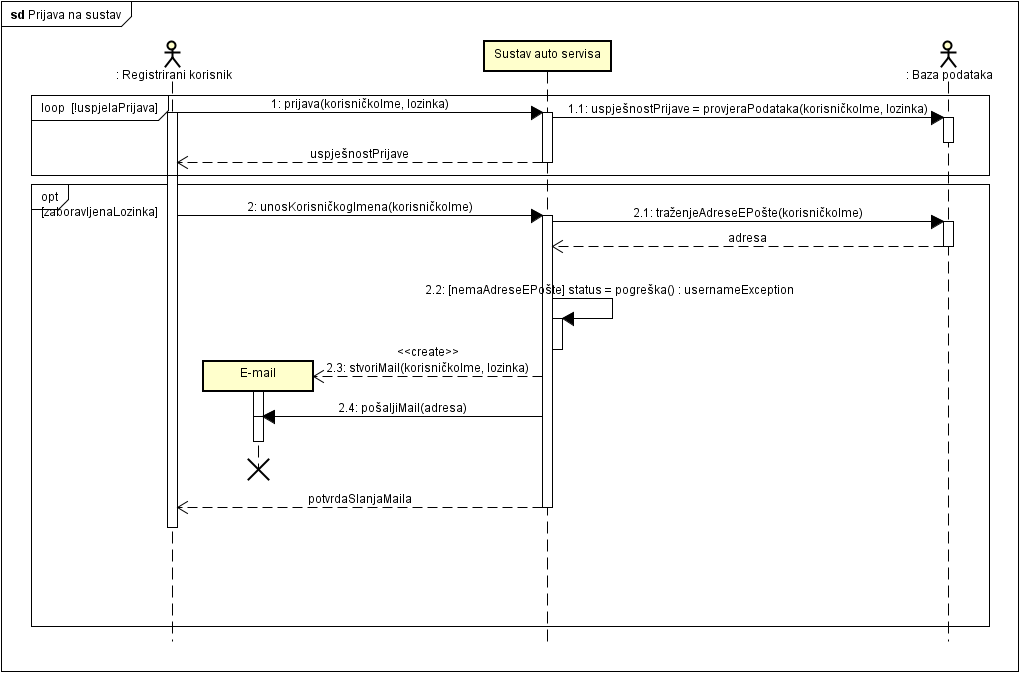 sd Prijava na sustav
: Registrirani korisnik
Sustav auto servisa
: Baza podataka
loop [!uspjelaPrijava]
1: prijava(korisničkoIme, lozinka)
1.1: uspješnostPrijave = provjeraPodataka(korisničkoIme, lozinka)
uspješnostPrijave
opt
[zaboravljenaLozinka]
2: unosKorisničkogImena(korisničkoIme)
2.1: traženjeAdreseEPošte(korisničkoIme)
adresa
2.2: [nemaAdreseEPošte] status = pogreška() : usernameException
<<create>>
2.3: stvoriMail(korisničkoIme, lozinka)
E-mail
2.4: pošaljiMail(adresa)
potvrdaSlanjaMaila